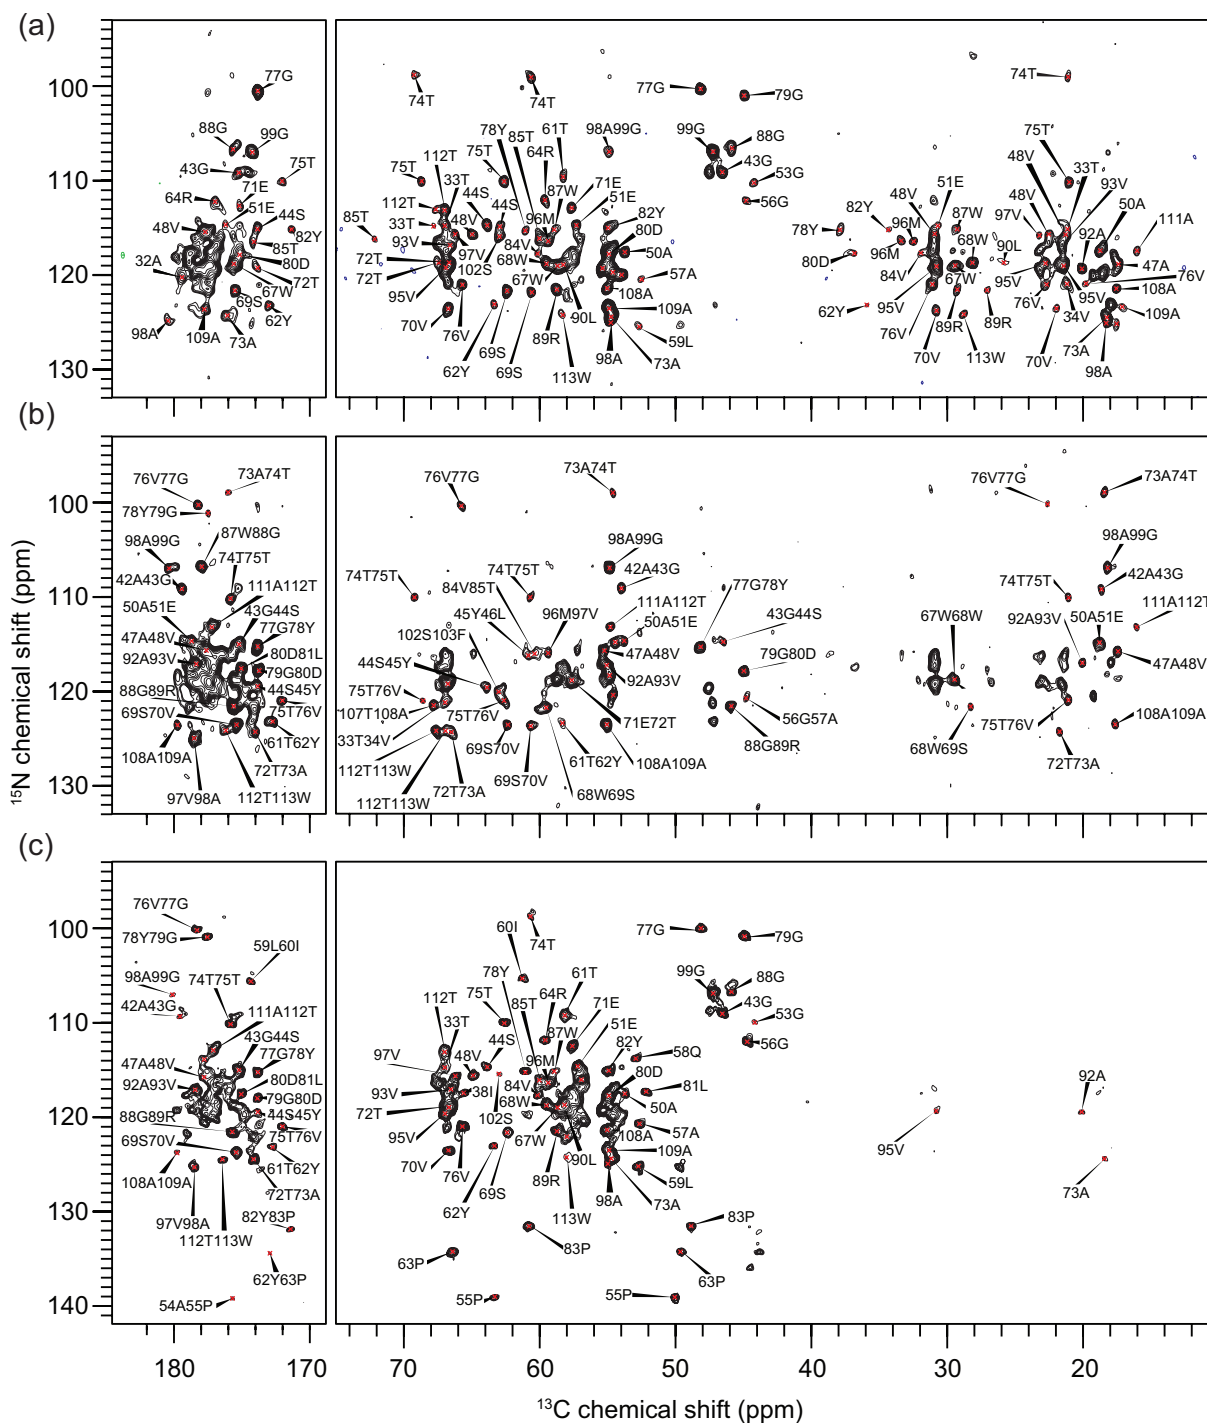 (a)
77G
88G
99G
43G
75T
64R
71E
51E
48V
44S
82Y
85T
32A
80D
72T
67W
69S
62Y
98A
109A
73A
74T
74T
77G
79G
74T
78Y
85T
61T
98A99G
99G
88G
75T
64R
43G
53G
75T
112T
33T
87W
71E
51E
56G
44S
44S
112T
96M
82Y
85T
33T
48V
80D
93V
84V
50A
72T
97V
68W
72T
102S
67W
57A
95V
108A
70V
76V
90L
109A
89R
62Y
69S
69S
113W
98A
73A
59L
78Y
82Y
48V
51E
96M
87W
80D
68W
90L
84V
67W
95V
62Y
76V
89R
89R
70V
113W
75T
48V
33T
48V
93V
97V
50A
92A
111A
47A
95V
76V
76V
95V
108A
34V
109A
70V
73A
98A
100
110
120
130
(b)
76V77G
73A74T
78Y79G
87W88G
98A99G
74T75T
42A43G
111A112T
50A51E
43G44S
47A48V
77G78Y
92A93V
80D81L
79G80D
88G89R
44S45Y
69S70V
75T76V
61T62Y
108A109A
72T73A
97V98A
112T113W
76V77G
73A74T
98A99G
74T75T
74T75T
42A43G
77G78Y
84V85T
111A112T
45Y46L
96M97V
50A51E
43G44S
102S103F
47A48V
79G80D
44S45Y
92A93V
75T76V
75T76V
56G57A
107T108A
71E72T
33T34V
69S70V
88G89R
61T62Y
108A109A
112T113W
69S70V
72T73A
68W69S
76V77G
73A74T
98A99G
74T75T
42A43G
67W68W
92A93V
50A51E
111A112T
47A48V
75T76V
108A109A
68W69S
72T73A
100
110
120
130
¹⁵N chemical shift (ppm)
(c)
76V77G
78Y79G
59L60I
98A99G
74T75T
42A43G
111A112T
43G44S
47A48V
77G78Y
92A93V
80D81L
79G80D
88G89R
44S45Y
69S70V
75T76V
61T62Y
108A109A
72T73A
97V98A
82Y83P
112T113W
62Y63P
54A55P
60I
74T
77G
79G
78Y
99G
88G
75T
85T
64R
61T
43G
53G
112T
71E
33T
87W
51E
56G
44S
82Y
97V
48V
96M
58Q
80D
93V
38I
84V
81L
72T
102S
68W
50A
95V
67W
108A
57A
70V
76V
90L
109A
89R
59L
62Y
69S
113W
98A
73A
83P
83P
63P
63P
55P
55P
95V
92A
73A
100
110
120
130
140
180
170
70
60
50
40
30
20
¹³C chemical shift (ppm)